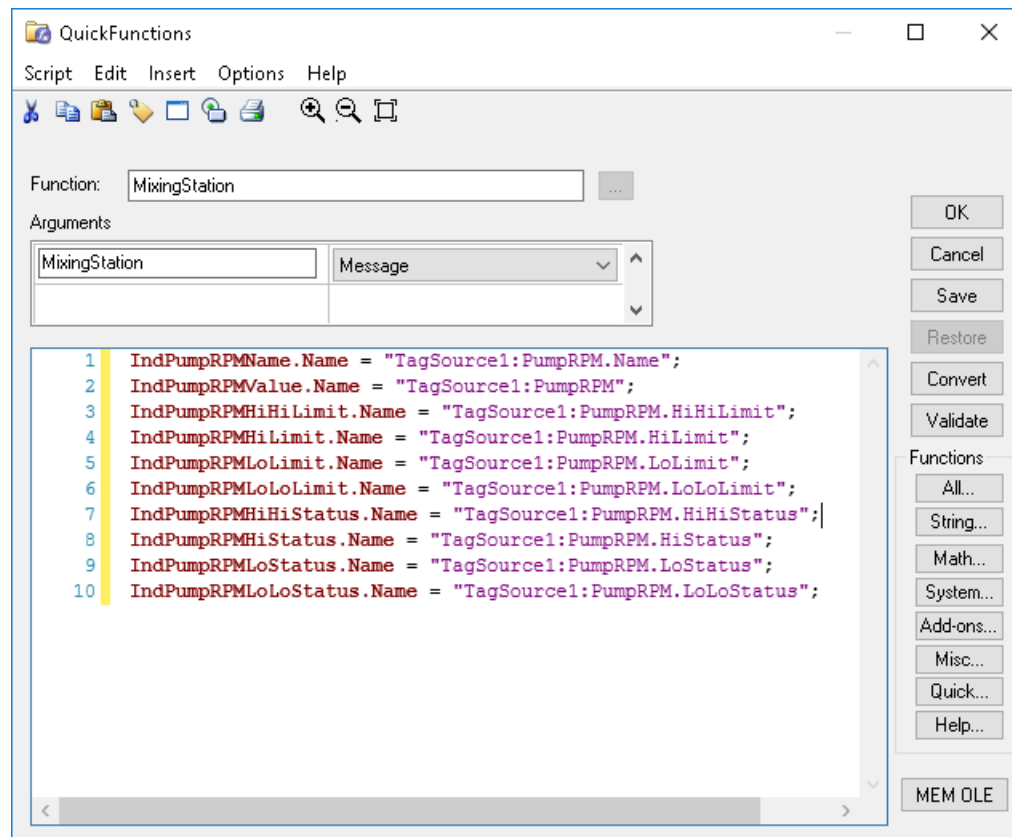 QuickFunctions
Script Edit Insert Options Help
Function: MixingStation ...
Arguments
MixingStation Message
OK
Cancel
Save
Restore
Convert
Validate
Functions
All...
String...
Math...
System...
Add-ons...
Misc...
Quick...
Help...
MEM OLE
1 IndPumpRPMName.Name = "TagSource1:PumpRPM.Name";
2 IndPumpRPMValue.Name = "TagSource1:PumpRPM";
3 IndPumpRPMHiHiLimit.Name = "TagSource1:PumpRPM.HiHiLimit";
4 IndPumpRPMHiLimit.Name = "TagSource1:PumpRPM.HiLimit";
5 IndPumpRPMLoLimit.Name = "TagSource1:PumpRPM.LoLimit";
6 IndPumpRPMLoLoLimit.Name = "TagSource1:PumpRPM.LoLoLimit";
7 IndPumpRPMHiHiStatus.Name = "TagSource1:PumpRPM.HiHiStatus";
8 IndPumpRPMHiStatus.Name = "TagSource1:PumpRPM.HiStatus";
9 IndPumpRPMLoStatus.Name = "TagSource1:PumpRPM.LoStatus";
10 IndPumpRPMLoLoStatus.Name = "TagSource1:PumpRPM.LoLoStatus";